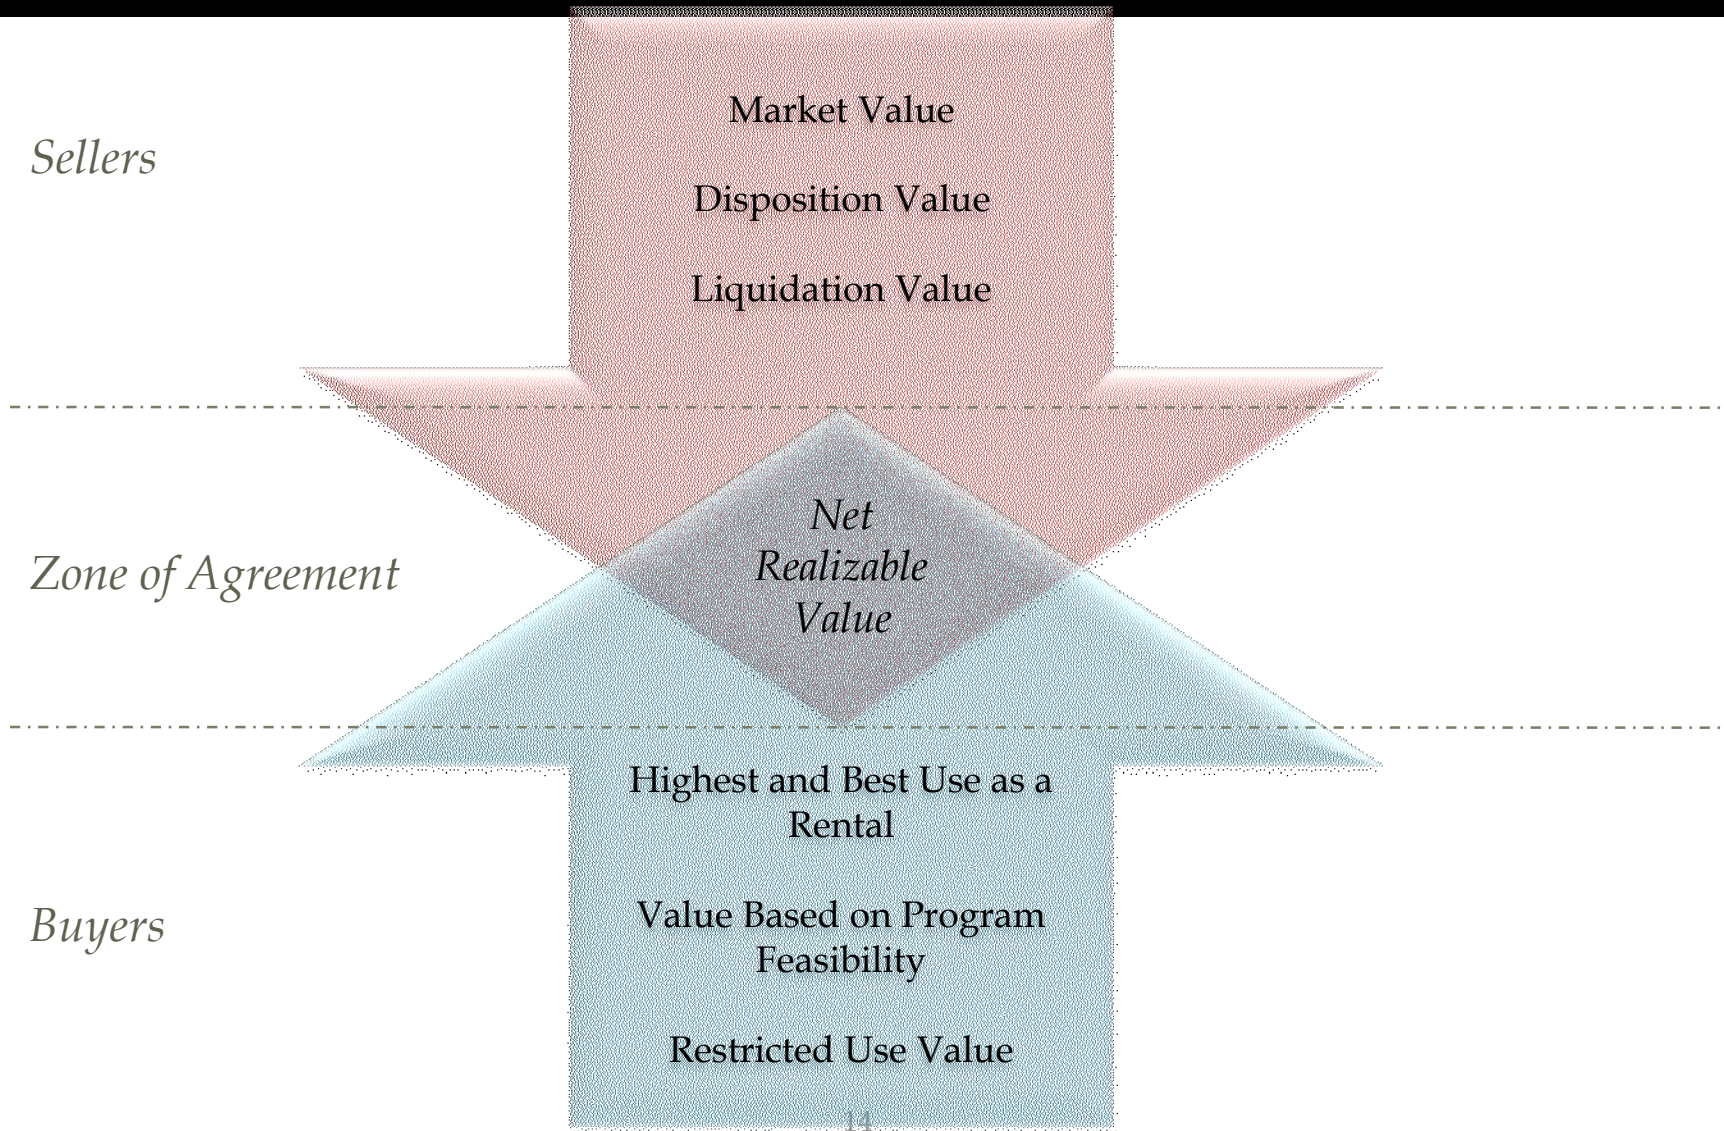 Sellers
Market Value
Disposition Value
Liquidation Value
Zone of Agreement
Net
Realizable
Value
Buyers
Highest and Best Use as a
Rental
Value Based on Program
Feasibility
Restricted Use Value
14